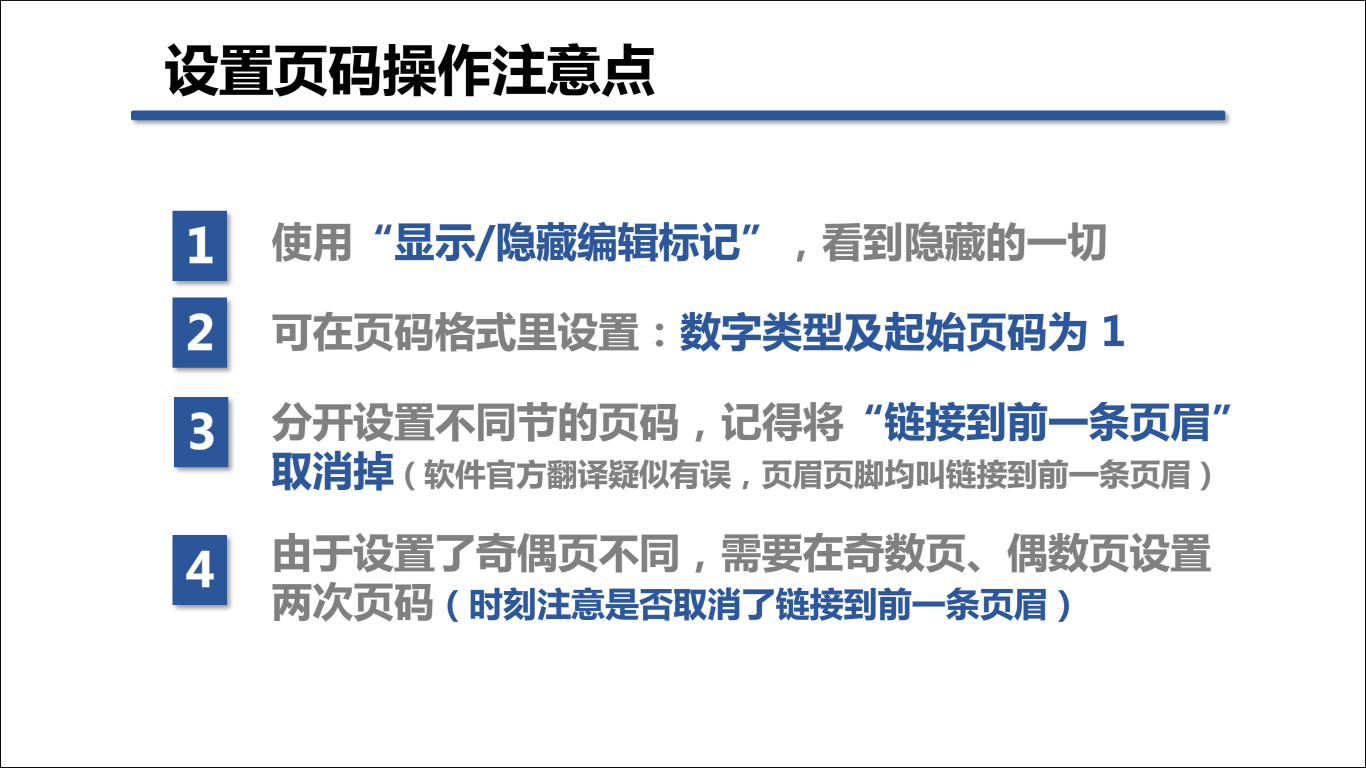 设置页码操作注意点
1 使用“显示/隐藏编辑标记”，看到隐藏的一切
2 可在页码格式里设置：数字类型及起始页码为 1
3 分开设置不同节的页码，记得将“链接到前一条页眉”
取消掉（软件官方翻译疑似有误，页眉页脚均叫链接到前一条页眉）
4 由于设置了奇偶页不同，需要在奇数页、偶数页设置
两次页码（时刻注意是否取消了链接到前一条页眉）